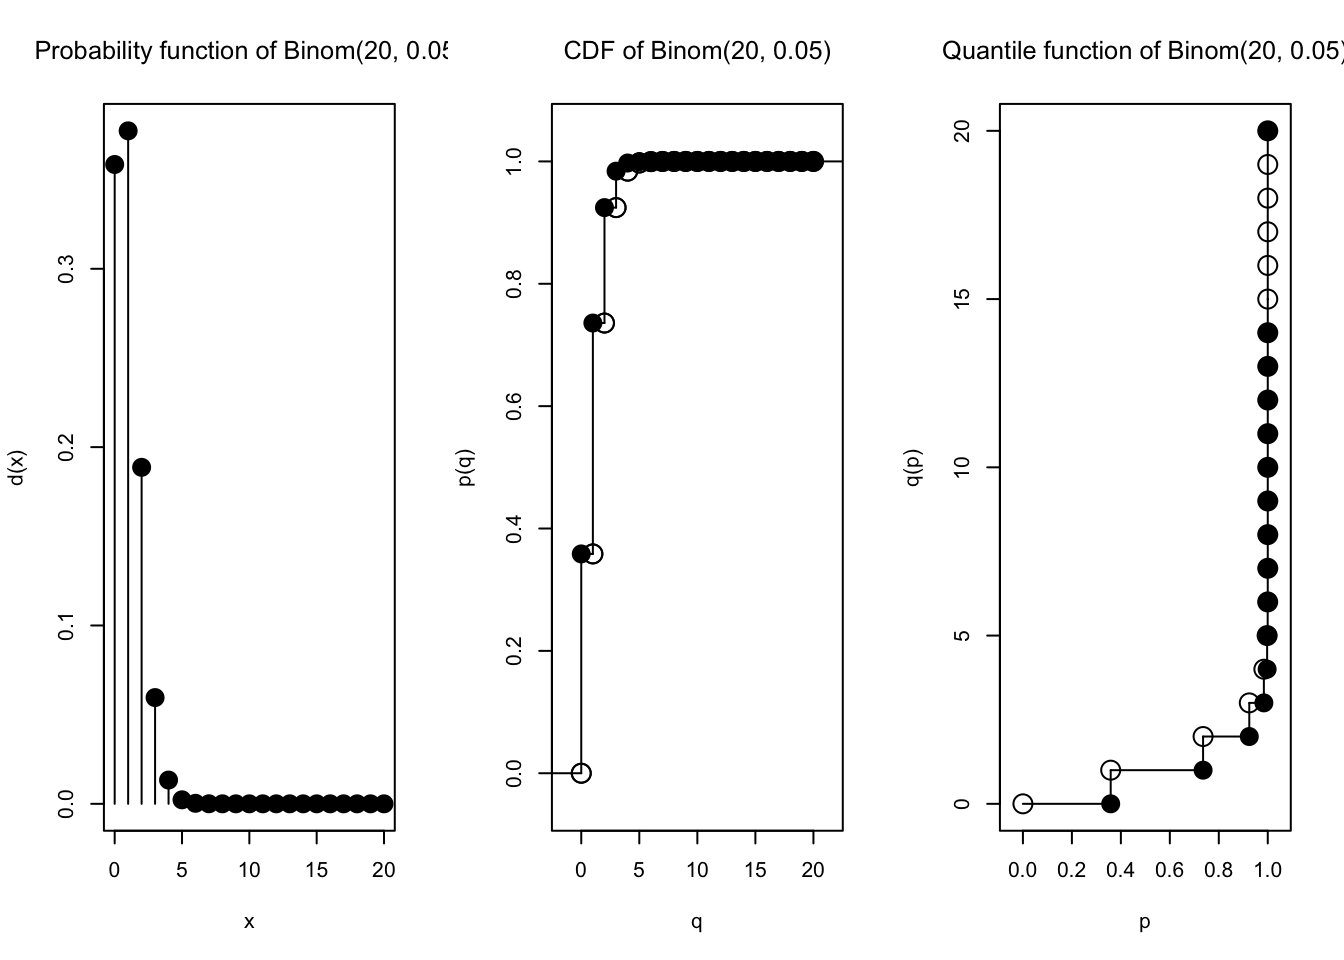 Probability function of Binom(20, 0.05
d(x)
0.0 0.1 0.2 0.3
0 5 10 15 20
x
CDF of Binom(20, 0.05)
p(q)
0.0 0.2 0.4 0.6 0.8 1.0
0 5 10 15 20
q
Quantile function of Binom(20, 0.05)
q(p)
0 5 10 15 20
0.0 0.2 0.4 0.6 0.8 1.0
p